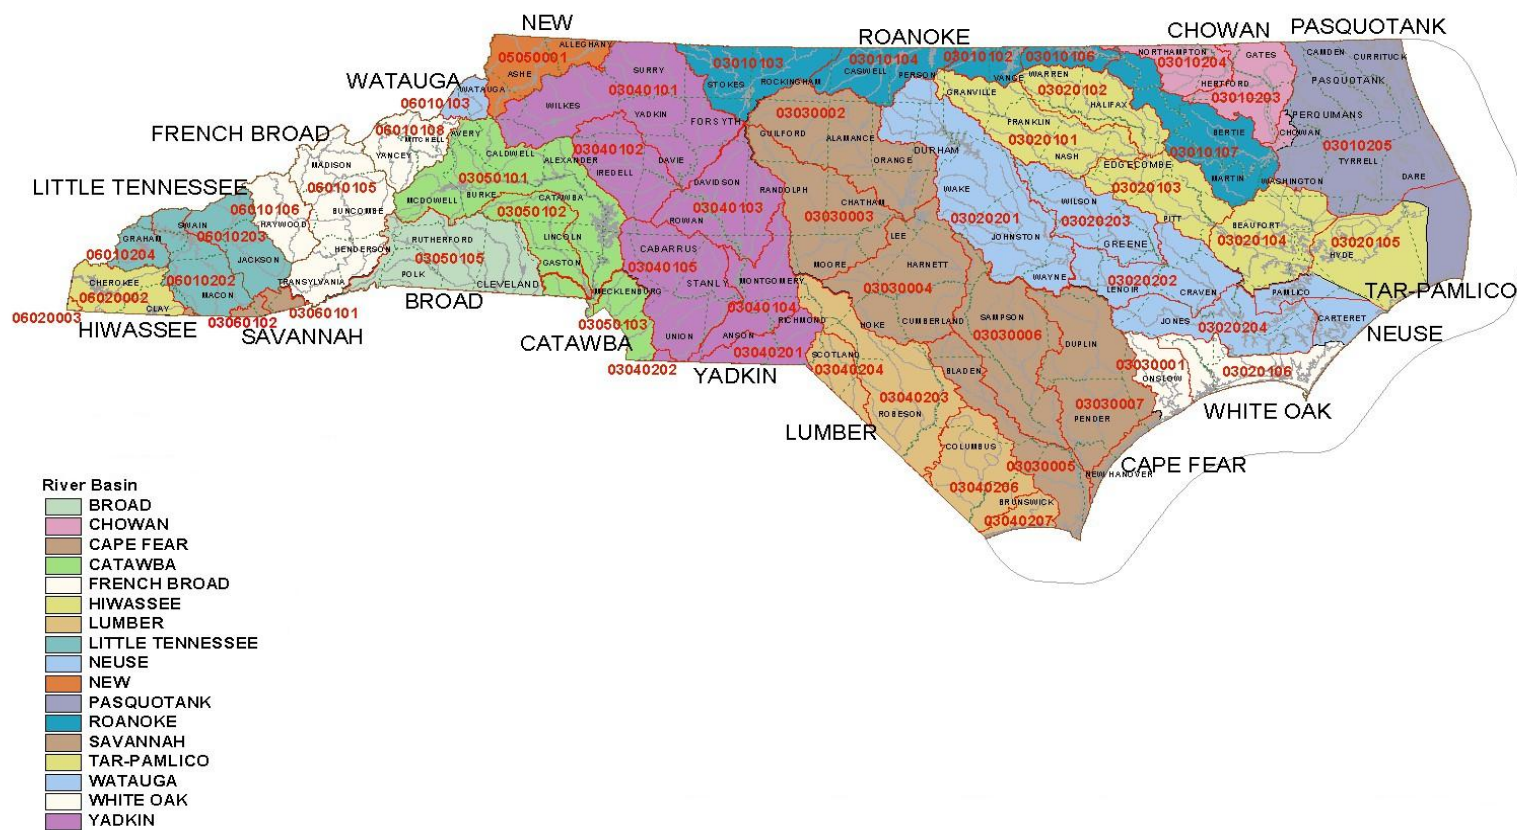 NEW
ROANOKE
CHOWAN
PASQUOTANK
ALLEGHANY
05050001
ASHE
SURRY
03010103
STOKES
ROCKINGHAM
03010104
CASWELL
PERSON
03010102
03010106
VANCE
WARREN
NORTHAMPTON
03010204
GATES
CAMDEN
CURRITUCK
WATAUGA
WATAUGA
06010103
WILKES
03040101
YADKIN
FORSYTH
03030002
GUILFORD
ALAMANCE
GRANVILLE
03020102
HALIFAX
HERTFORD
03010203
PASQUOTANK
PERQUIMANS
FRENCH BROAD
06010108
MITCHELL
AVERY
YANCEY
CALDWELL
ALEXANDER
03040102
IREDELL
DAVIE
ORANGE
DURHAM
FRANKLIN
03020101
NASH
BERTIE
03010107
CHOWAN
03010205
TYRRELL
MADISON
LITTLE TENNESSEE
06010105
03050101
MCDOWELL
BURKE
CATAWBA
DAVIDSON
RANDOLPH
CHATHAM
WAKE
EDGECOMBE
03020103
MARTIN
WASHINGTON
DARE
06010106
HAYWOOD
BUNCOMBE
03050102
ROWAN
03040103
03030003
03020201
WILSON
03020203
PITT
SWAIN
06010203
GRAHAM
06010204
JACKSON
HENDERSON
RUTHERFORD
03050105
LINCOLN
CABARRUS
LEE
JOHNSTON
GREENE
BEAUFORT
03020104
03020105
HYDE
CHEROKEE
06020002
06010202
MACON
TRANSYLVANIA
POLK
CLEVELAND
GASTON
MECKLENBURG
03040105
STANLY
MONTGOMERY
MOORE
HARNETT
03030004
WAYNE
03020202
LENOIR
CRAVEN
PAMLICO
TAR-PAMLICO
CLAY
06020003
HIWASSEE
03060102
03060101
SAVANNAH
BROAD
03050103
CATAWBA
UNION
ANSON
03040104
RICHMOND
HOKE
CUMBERLAND
SAMPSON
03030006
JONES
03020204
CARTERET
NEUSE
03040202
03040201
YADKIN
SCOTLAND
03040204
BLADEN
DUPLIN
03030001
ONSLOW
03020106
WHITE OAK
LUMBER
03040203
ROBESON
03030007
PENDER
COLUMBUS
03030005
NEW HANOVER
CAPE FEAR
03040206
BRUNSWICK
03040207
River Basin
BROAD
CHOWAN
CAPE FEAR
CATAWBA
FRENCH BROAD
HIWASSEE
LUMBER
LITTLE TENNESSEE
NEUSE
NEW
PASQUOTANK
ROANOKE
SAVANNAH
TAR-PAMLICO
WATAUGA
WHITE OAK
YADKIN